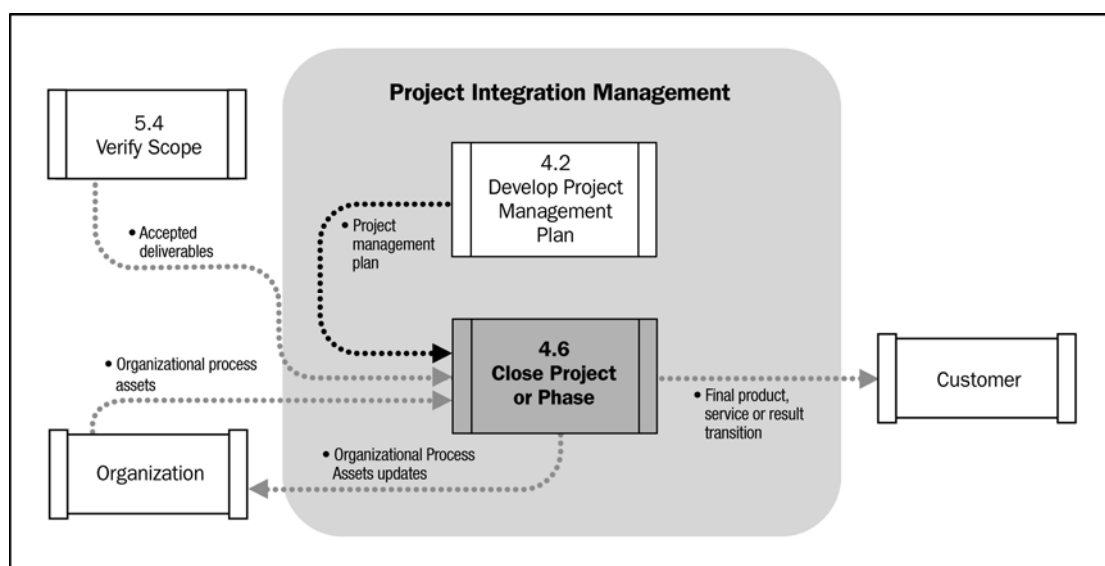 Project Integration Management
5.4
Verify Scope
4.2
Develop Project
Management
Plan
• Accepted
deliverables
• Project
management
plan
4.6
Close Project
or Phase
• Organizational process
assets
Customer
• Final product,
service or result
transition
Organization
• Organizational Process
Assets updates